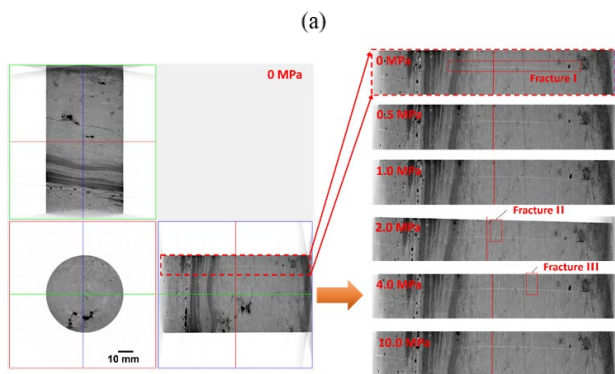 (a)
0 MPa
10 mm
0 MPa
Fracture I
0.5 MPa
1.0 MPa
2.0 MPa
Fracture II
Fracture III
4.0 MPa
10.0 MPa